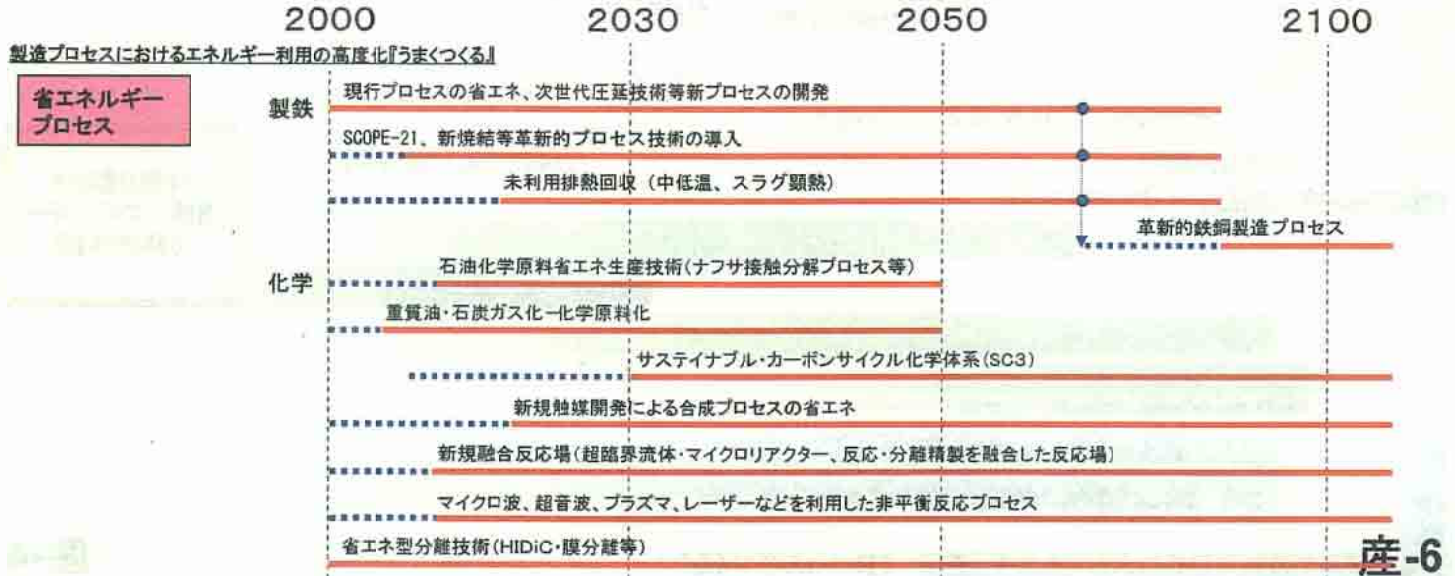 2000 2030 2050 2100
製造プロセスにおけるエネルギー利用の高度化『うまくつくる』
省エネルギー
プロセス
製鉄
現行プロセスの省エネ、次世代圧延技術等新プロセスの開発
SCOPE-21、新焼結等革新的プロセス技術の導入
未利用排熱回収（中低温、スラグ顕熱）
革新的鉄鋼製造プロセス
化学
石油化学原料省エネ生産技術(ナフサ接触分解プロセス等)
重質油・石炭ガス化－化学原料化
サステイナブル・カーボンサイクル化学体系(SC3)
新規触媒開発による合成プロセスの省エネ
新規融合反応場(超臨界流体・マイクロリアクター、反応・分離精製を融合した反応場)
マイクロ波、超音波、プラズマ、レーザーなどを利用した非平衡反応プロセス
省エネ型分離技術(HIDiC・膜分離等)
産-6